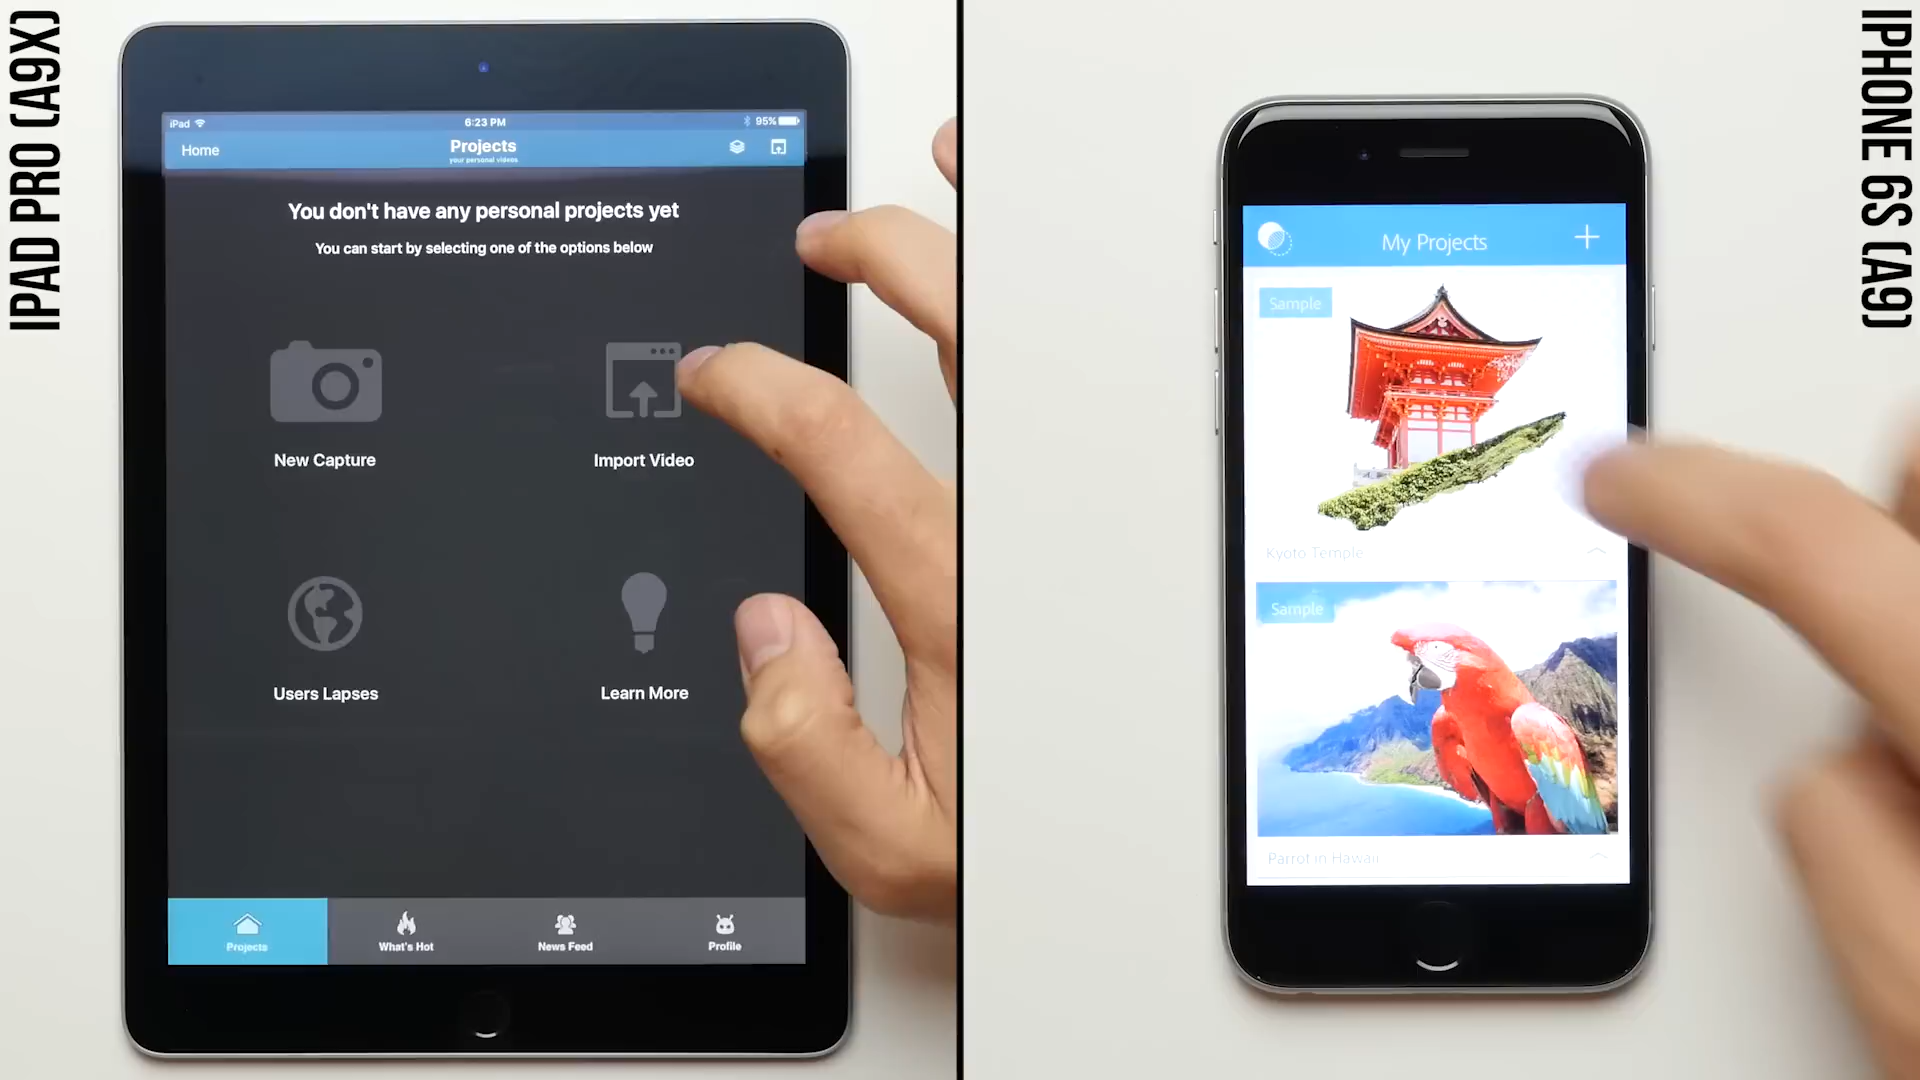 IPAD PRO (A9X)
iPad
6:23 PM
95%
Home
Projects
your personal videos
You don't have any personal projects yet
You can start by selecting one of the options below
New Capture
Import Video
Users Lapses
Learn More
Projects
What's Hot
News Feed
Profile
IPHONE 6S (A9)
My Projects
Sample
Kyoto Temple
Sample
Parrot in Hawaii